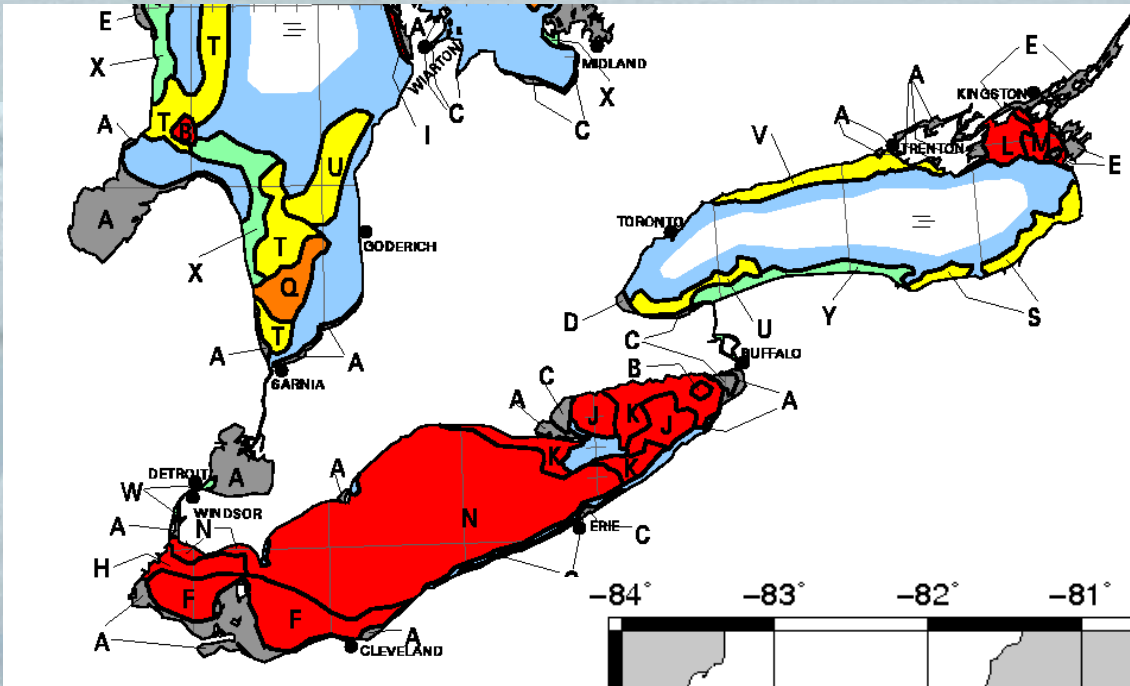 E
A
MIDLAND
WIARTON
T
X
C
X
C
I
E
KINGSTON
A
A
TRENTON
L
M
E
V
T
B
A
U
A
GODERICH
T
X
Q
T
A
A
SARNIA
TORONTO
D
C
U
Y
S
BUFFALO
B
A
C
A
J
K
J
K
K
A
DETROIT
A
W
WINDSOR
A
N
N
ERIE
C
H
F
F
A
A
CLEVELAND
-84° -83° -82° -81°